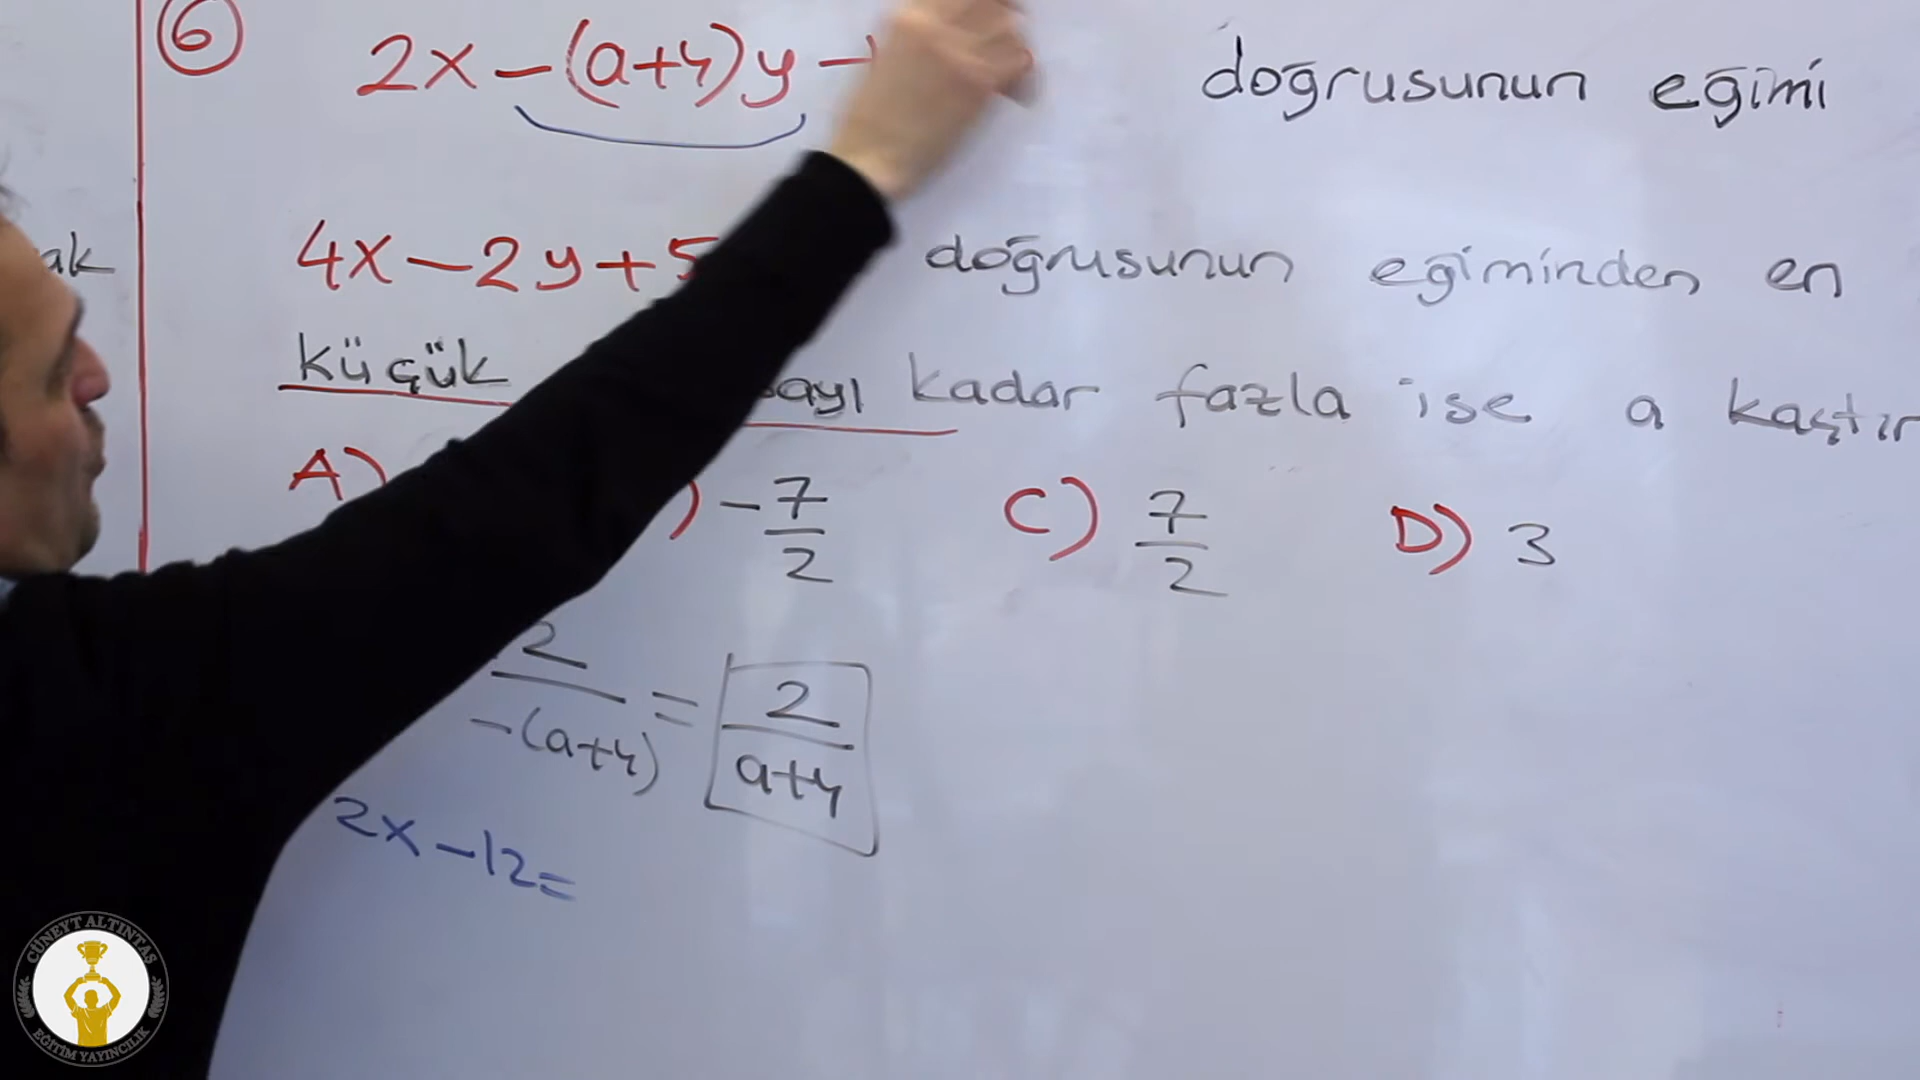 6 2x-(a+4)y- doğrusunun eğimi
4x-2y+5 doğrusunun eğiminden en
küçük sayı kadar fazla ise a kaçtır
A) ) -7/2 C) 7/2 D) 3
2/-(a+4) = 2/a+4
2x-12=
ak
CÜNEYT ALTINTAŞ
EĞİTİM YAYINCILIK